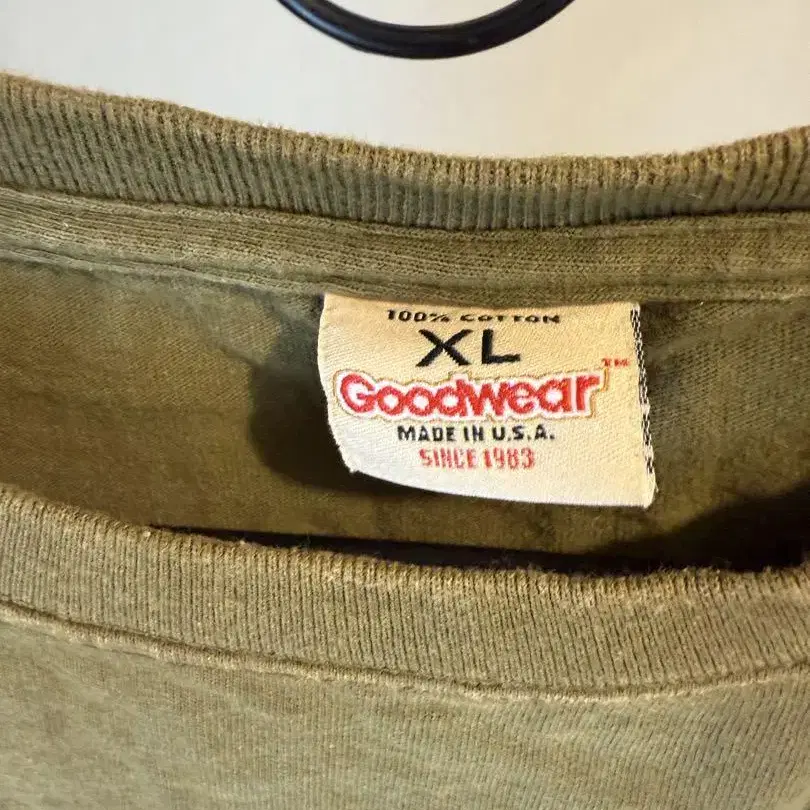 100% COTTON
XL
Goodwear™
MADE IN U.S.A.
SINCE 1983